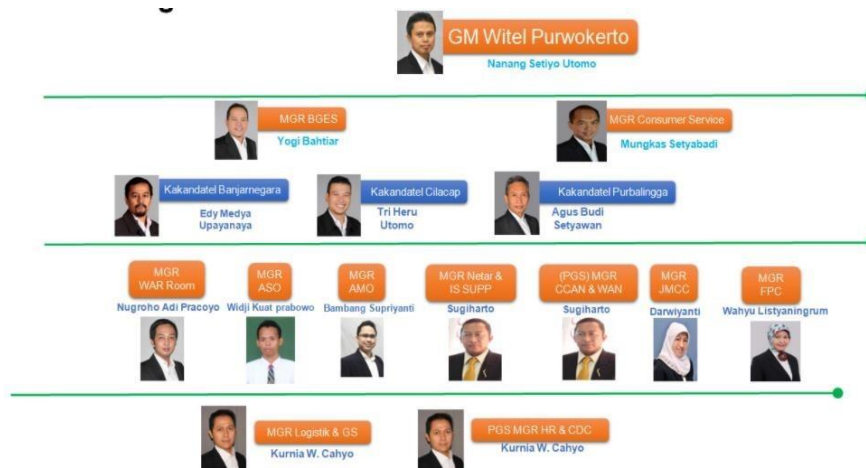 GM Witel Purwokerto
Nanang Setiyo Utomo
MGR BGES
Yogi Bahtiar
MGR Consumer Service
Mungkas Setyabadi
Kakandatel Banjarnegara
Edy Medya
Upayanaya
Kakandatel Cilacap
Tri Heru
Utomo
Kakandatel Purbalingga
Agus Budi
Setyawan
MGR
WAR Room
Nugroho Adi Pracoyo
MGR
ASO
Widji Kuat prabowo
MGR
AMO
Bambang Supriyanti
MGR Netar &
IS SUPP
Sugiharto
(PGS) MGR
CCAN & WAN
Sugiharto
MGR
JMCC
Darwiyanti
MGR
FPC
Wahyu Listyaningrum
MGR Logistik & GS
Kurnia W. Cahyo
PGS MGR HR & CDC
Kurnia W. Cahyo